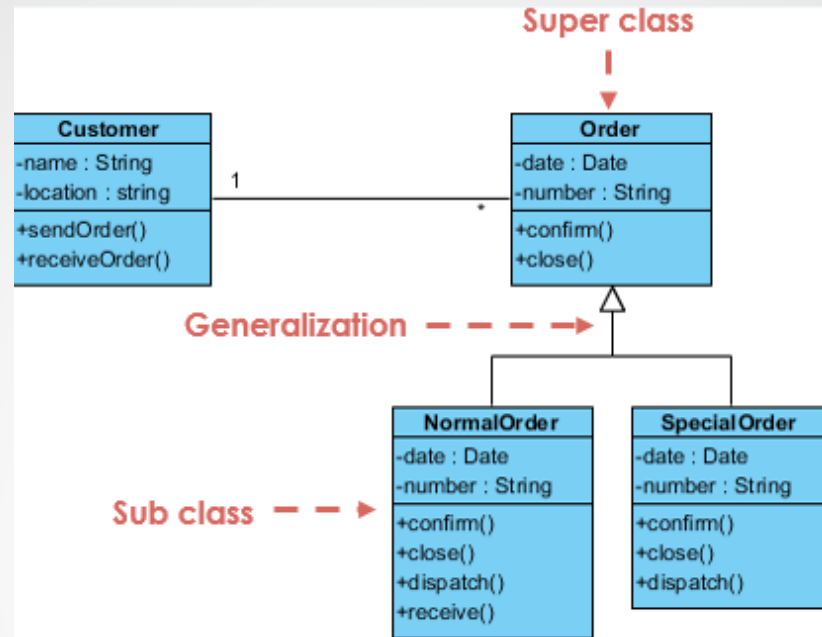 Super class
Customer
-name : String
-location : string
+sendOrder()
+receiveOrder()
1
*
Order
-date : Date
-number : String
+confirm()
+close()
Generalization
Sub class
NormalOrder
-date : Date
-number : String
+confirm()
+close()
+dispatch()
+receive()
SpecialOrder
-date : Date
-number : String
+confirm()
+close()
+dispatch()